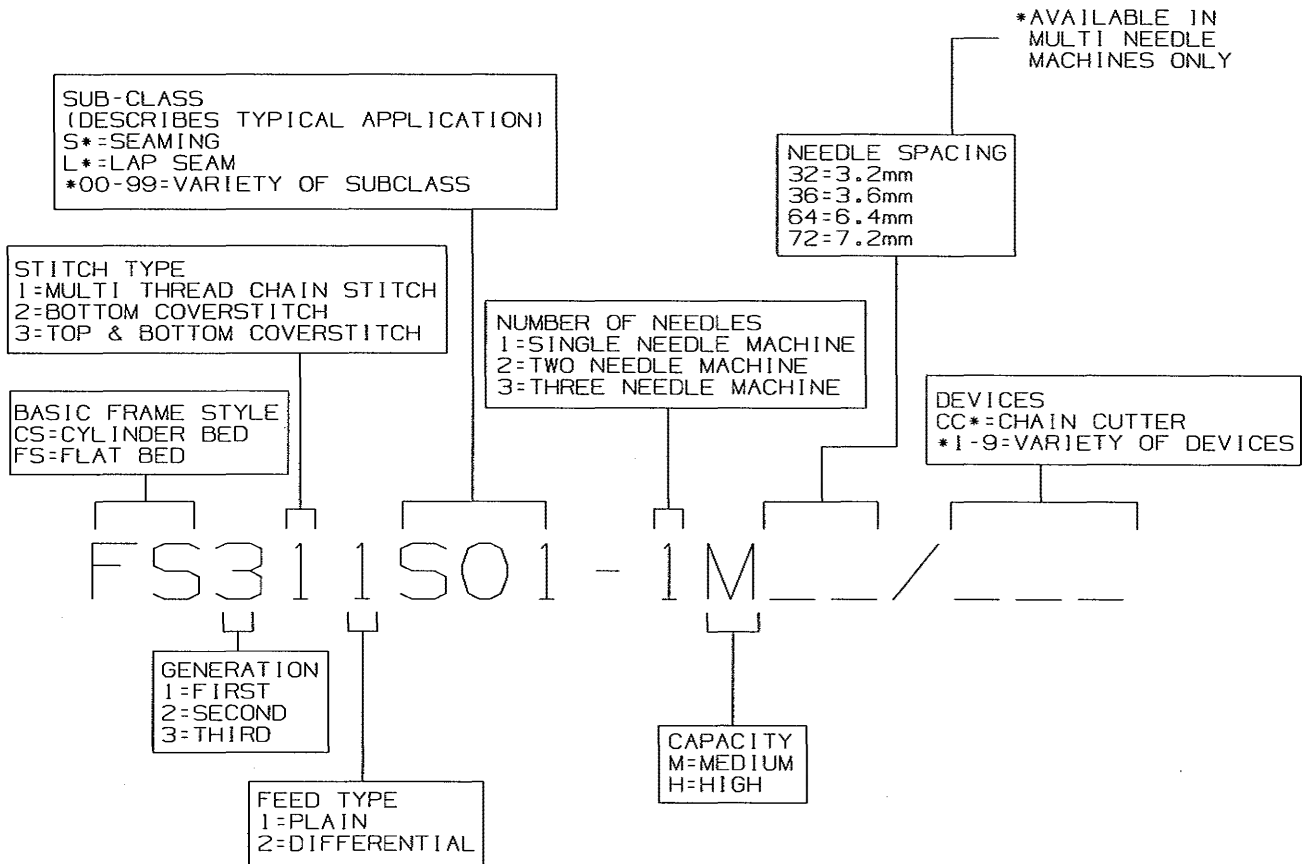 *AVAILABLE IN
MULTI NEEDLE
MACHINES ONLY
SUB-CLASS
(DESCRIBES TYPICAL APPLICATION)
S*=SEAMING
L*=LAP SEAM
*00-99=VARIETY OF SUBCLASS
NEEDLE SPACING
32=3.2mm
36=3.6mm
64=6.4mm
72=7.2mm
STITCH TYPE
1=MULTI THREAD CHAIN STITCH
2=BOTTOM COVERSTITCH
3=TOP & BOTTOM COVERSTITCH
NUMBER OF NEEDLES
1=SINGLE NEEDLE MACHINE
2=TWO NEEDLE MACHINE
3=THREE NEEDLE MACHINE
BASIC FRAME STYLE
CS=CYLINDER BED
FS=FLAT BED
DEVICES
CC*=CHAIN CUTTER
*1-9=VARIETY OF DEVICES
FS311S01-1M__/___
GENERATION
1=FIRST
2=SECOND
3=THIRD
FEED TYPE
1=PLAIN
2=DIFFERENTIAL
CAPACITY
M=MEDIUM
H=HIGH